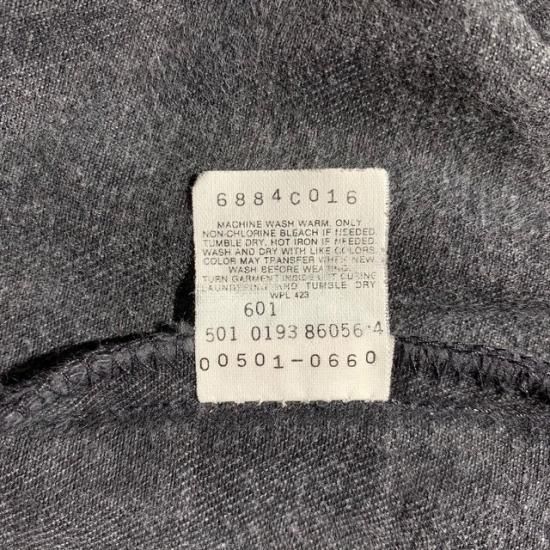 6884C016
MACHINE WASH WARM. ONLY
NON-CHLORINE BLEACH IF NEEDED.
TUMBLE DRY. HOT IRON IF NEEDED.
WASH AND DRY WITH LIKE COLORS.
COLOR MAY TRANSFER WHEN NEW.
WASH BEFORE WEARING.
TURN GARMENT INSIDE OUT DURING
LAUNDERING AND TUMBLE DRY
WPL 423
601
501 0193 86056 4
00501-0660